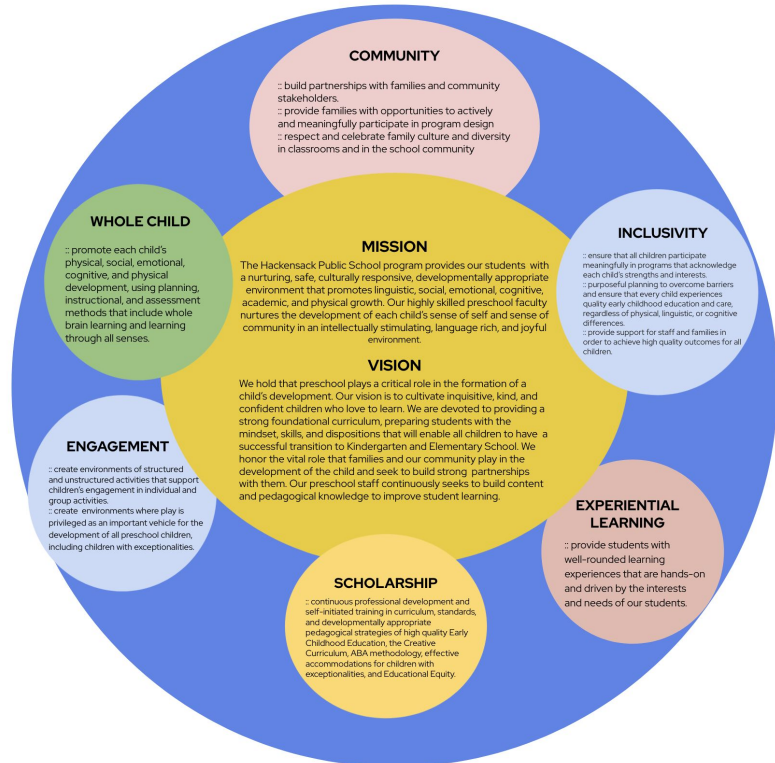 COMMUNITY
:: build partnerships with families and community
stakeholders.
:: provide families with opportunities to actively
and meaningfully participate in program design
:: respect and celebrate family culture and diversity
in classrooms and in the school community
WHOLE CHILD
:: promote each child's
physical, social, emotional,
cognitive, and physical
development, using planning,
instructional, and assessment
methods that include whole
brain learning and learning
through all senses.
MISSION
The Hackensack Public School program provides our students with
a nurturing, safe, culturally responsive, developmentally appropriate
environment that promotes linguistic, social, emotional, cognitive,
academic, and physical growth. Our highly skilled preschool faculty
nurtures the development of each child's sense of self and sense of
community in an intellectually stimulating, language rich, and joyful
environment.
VISION
We hold that preschool plays a critical role in the formation of a
child's development. Our vision is to cultivate inquisitive, kind, and
confident children who love to learn. We are devoted to providing a
strong foundational curriculum, preparing students with the
mindset, skills, and dispositions that will enable all children to have a
successful transition to Kindergarten and Elementary School. We
honor the vital role that families and our community play in the
development of the child and seek to build strong partnerships
with them. Our preschool staff continuously seeks to build content
and pedagogical knowledge to improve student learning.
INCLUSIVITY
:: ensure that all children participate
meaningfully in programs that acknowledge
each child's strengths and interests.
:: purposeful planning to overcome barriers
and ensure that every child experiences
quality early childhood education and care,
regardless of physical, linguistic, or cognitive
differences.
:: provide support for staff and families in
order to achieve high quality outcomes for all
children.
ENGAGEMENT
:: create environments of structured
and unstructured activities that support
children's engagement in individual and
group activities.
:: create environments where play is
privileged as an important vehicle for the
development of all preschool children,
including children with exceptionalities.
SCHOLARSHIP
:: continuous professional development and
self-initiated training in curriculum, standards,
and developmentally appropriate
pedagogical strategies of high quality Early
Childhood Education, the Creative
Curriculum, ABA methodology, effective
accommodations for children with
exceptionalities, and Educational Equity.
EXPERIENTIAL
LEARNING
:: provide students with
well-rounded learning
experiences that are hands-on
and driven by the interests
and needs of our students.